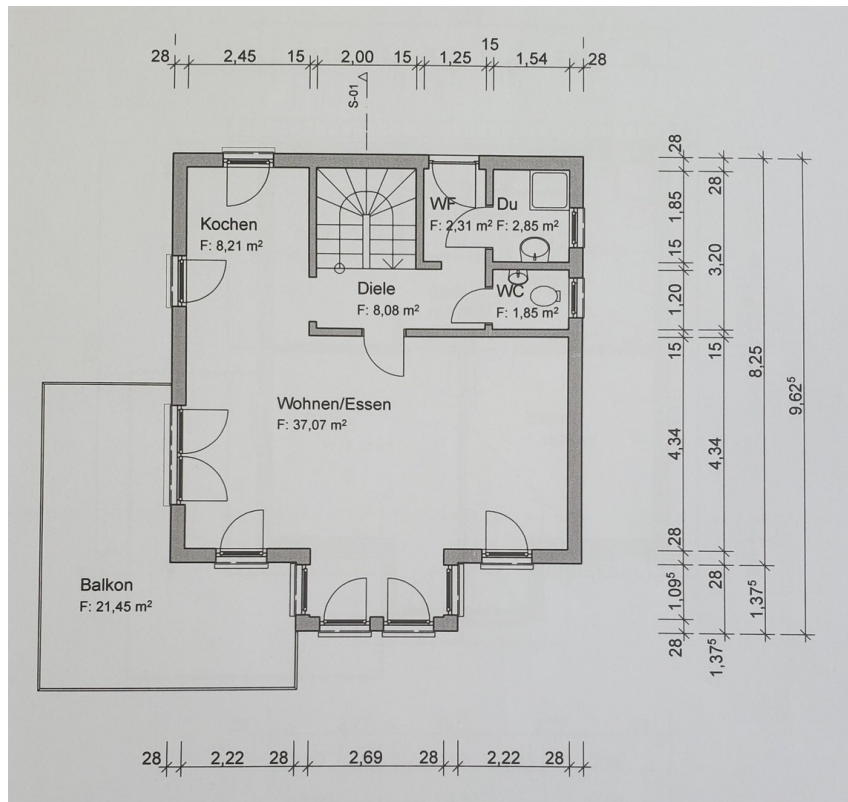 15
28 2,45 15 2,00 15 1,25 1,54 28
S-01
Kochen
F: 8,21 m²
WF
F: 2,31 m²
Du
F: 2,85 m²
Diele
F: 8,08 m²
WC
F: 1,85 m²
Wohnen/Essen
F: 37,07 m²
Balkon
F: 21,45 m²
28 1,85 15 1,20 15 4,34 28 1,09⁵ 28
28 3,20 15 4,34 28 1,37⁵
8,25 1,37⁵
9,62⁵
28 2,22 28 2,69 28 2,22 28